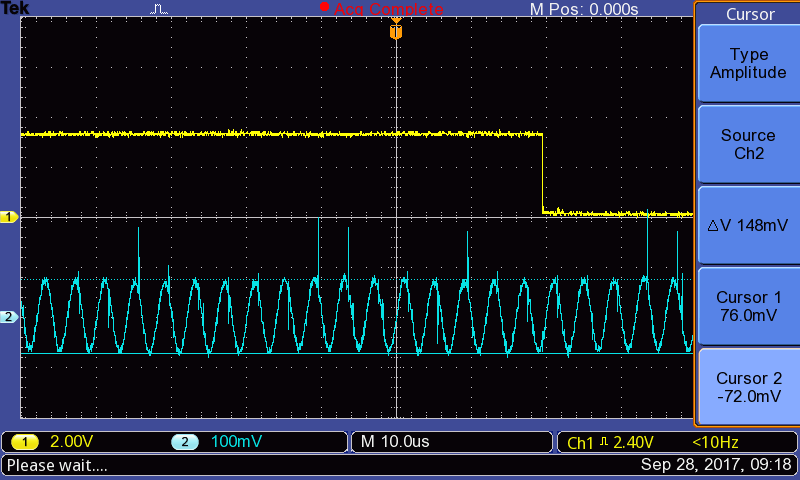 Tek
Acq Complete
M Pos: 0.000s
Cursor
T
Type
Amplitude
Source
Ch2
1
ΔV 148mV
Cursor 1
76.0mV
2
Cursor 2
-72.0mV
1 2.00V
2 100mV
M 10.0us
Ch1 2.40V <10Hz
Please wait....
Sep 28, 2017, 09:18